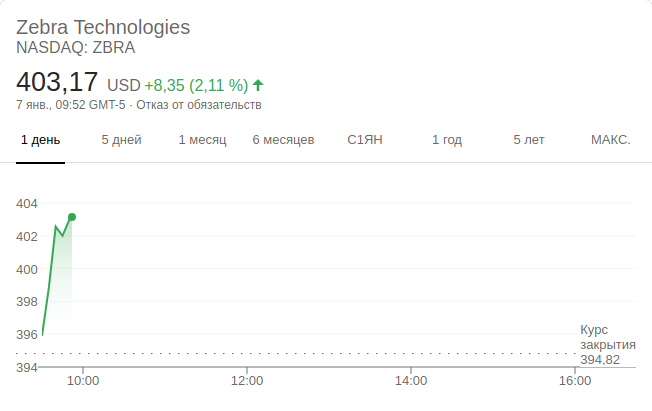 Zebra Technologies
NASDAQ: ZBRA
403,17 USD +8,35 (2,11 %)
7 янв., 09:52 GMT-5 · Отказ от обязательств
1 день 5 дней 1 месяц 6 месяцев С1ЯН 1 год 5 лет МАКС.
404
402
400
398
396
Курс
закрытия
394,82
394
10:00 12:00 14:00 16:00